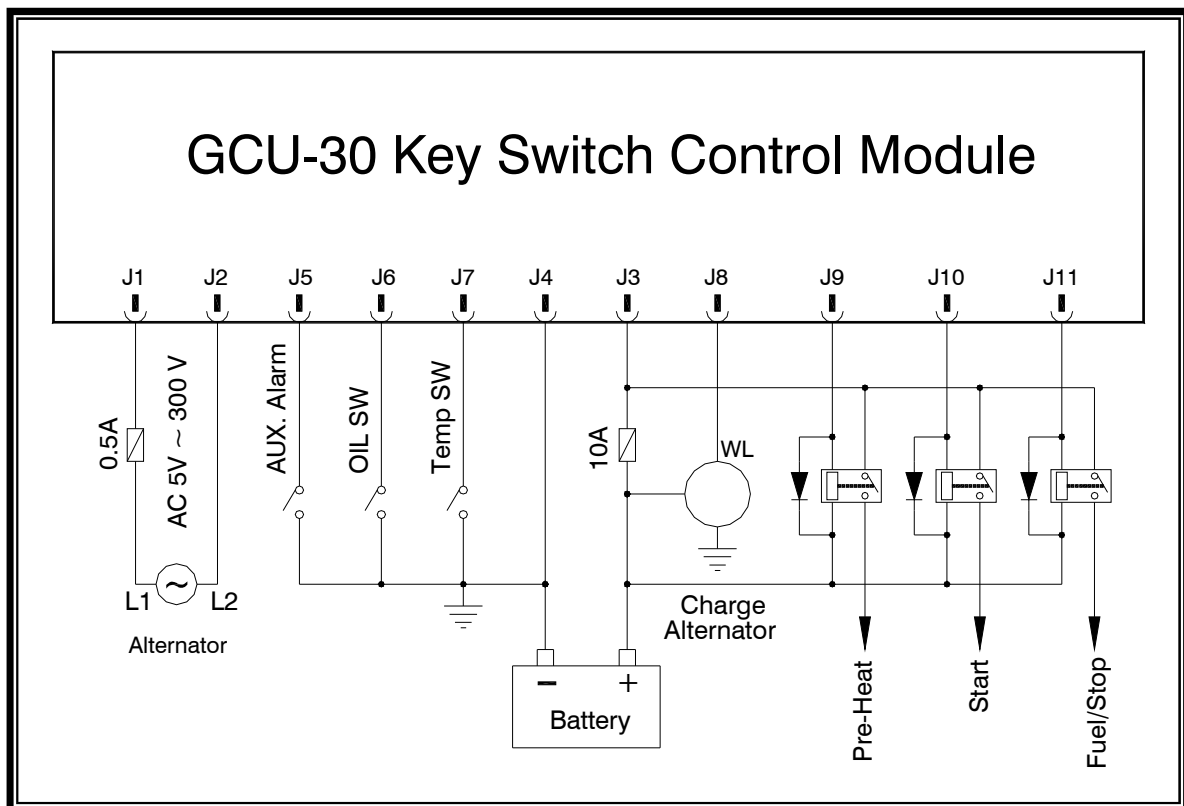 GCU-30 Key Switch Control Module
J1 J2 J5 J6 J7 J4 J3 J8 J9 J10 J11
0.5A
AC 5V ~ 300 V
AUX. Alarm
OIL SW
Temp SW
10A
WL
L1 ~ L2
Alternator
Charge
Alternator
− +
Battery
Pre-Heat
Start
Fuel/Stop